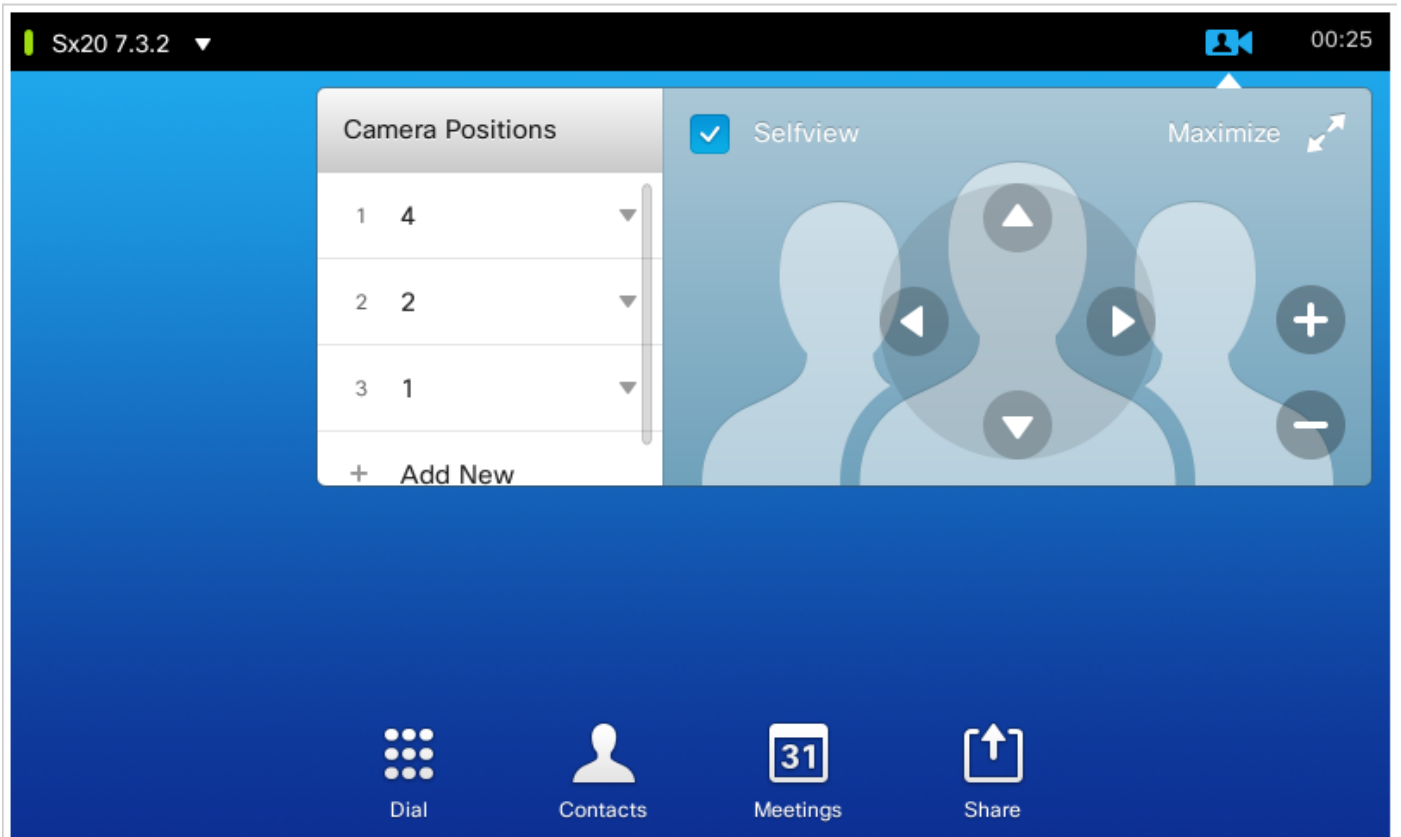 Sx20 7.3.2
00:25
Camera Positions
Selfview
Maximize
1 4
2 2
3 1
+ Add New
31
Dial
Contacts
Meetings
Share